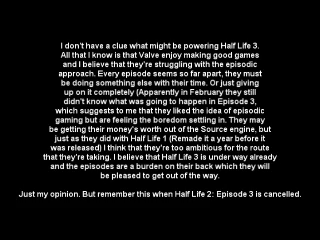 I don't have a clue what might be powering Half Life 3.
All that I know is that Valve enjoy making good games
and I believe that they're struggling with the episodic
approach. Every episode seems so far apart, they must
be doing something else with their time. Or just giving
up on it completely (Apparently in February they still
didn't know what was going to happen in Episode 3,
which suggests to me that they liked the idea of episodic
gaming but are feeling the boredom settling in. They may
be getting their money's worth out of the Source engine, but
just as they did with Half Life 1 (Remade it a year before it
was released) I think that they're too ambitious for the route
that they're taking. I believe that Half Life 3 is under way already
and the episodes are a burden on their back which they will
be pleased to get out of the way.
Just my opinion. But remember this when Half Life 2: Episode 3 is cancelled.